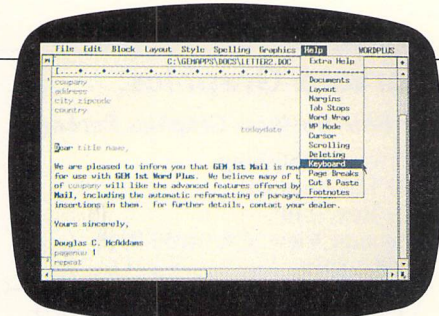 File Edit Block Layout Style Spelling Graphics Help WORDPLUS
C:\GEMAPPS\DOCS\LETTER2.DOC
Extra Help
Documents
Layout
Margins
Tab Stops
Word Wrap
WP Mode
Cursor
Scrolling
Deleting
Keyboard
Page Breaks
Cut & Paste
Footnotes
company
address
city zipcode
country
todaydate
Dear title name,
We are pleased to inform you that GEM 1st Mail is now
for use with GEM 1st Word Plus. We believe many of t
of company will like the advanced features offered by
Mail, including the automatic reformatting of paragra
insertions in them. For further details, contact your dealer.
Yours sincerely,
Douglas C. McAddams
pagenum 1
repeat